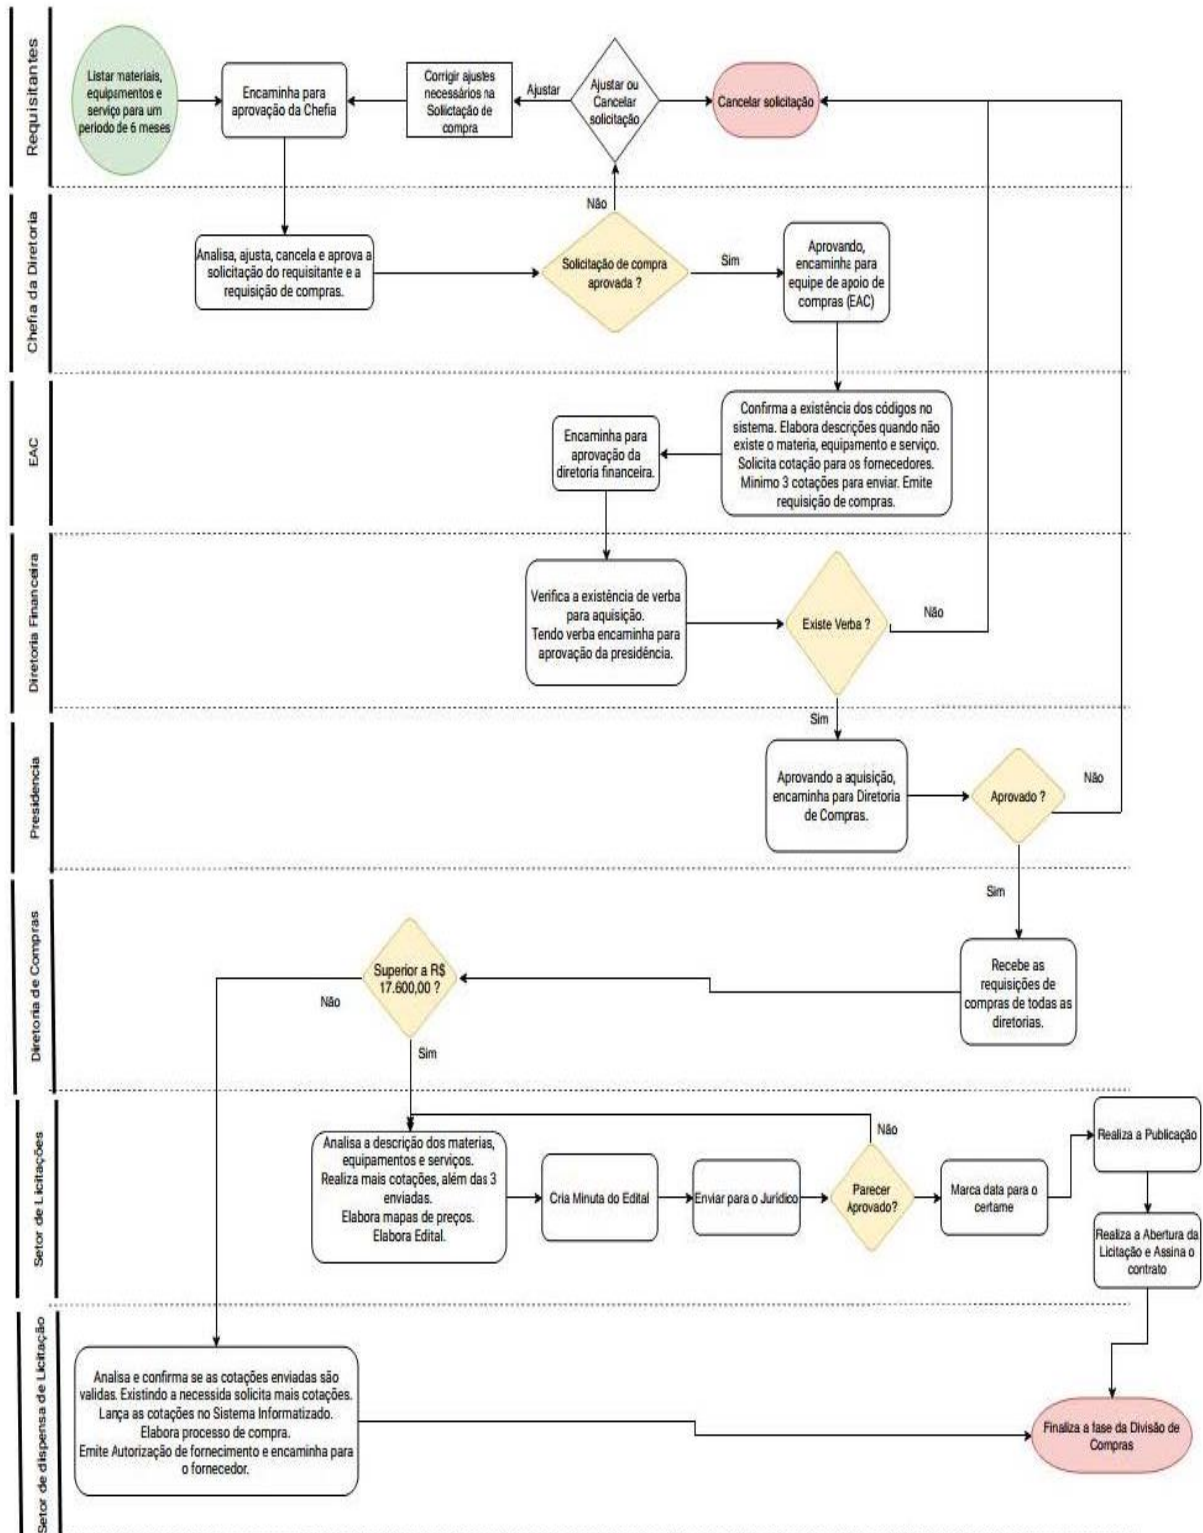 Requisitantes
Listar materiais,
equipamentos e
serviço para um
periodo de 6 meses
Encaminha para
aprovação da Chefia
Corrigir ajustes
necessários na
Soliictação de
compra
Ajustar
Ajustar ou
Cancelar
solicitação
Cancelar solicitação
Chefia da Diretoria
Analisa, ajusta, cancela e aprova a
solicitação do requisitante e a
requisição de compras.
Não
Solicitação de compra
aprovada ?
Sim
Aprovando,
encaminha para
equipe de apoio de
compras (EAC)
EAC
Encaminha para
aprovação da
diretoria financeira.
Confirma a existência dos códigos no
sistema. Elabora descrições quando não
existe o materia, equipamento e serviço.
Solicita cotação para os fornecedores.
Minimo 3 cotações para enviar. Emite
requisição de compras.
Diretoria Financeira
Verifica a existência de verba
para aquisição.
Tendo verba encaminha para
aprovação da presidência.
Existe Verba ?
Não
Sim
Presidencia
Aprovando a aquisição,
encaminha para Diretoria
de Compras.
Aprovado ?
Não
Sim
Diretoria de Compras
Superior a R$
17.600,00 ?
Não
Sim
Recebe as
requisições de
compras de todas as
diretorias.
Setor de Licitações
Analisa a descrição dos materias,
equipamentos e serviços.
Realiza mais cotações, além das 3
enviadas.
Elabora mapas de preços.
Elabora Edital.
Cria Minuta do Edital
Enviar para o Jurídico
Não
Parecer
Aprovado?
Marca data para o
certame
Realiza a Publicação
Realiza a Abertura da
Licitação e Assina o
contrato
Setor de dispensa de Licitação
Analisa e confirma se as cotações enviadas são
validas. Existindo a necessida solicita mais cotações.
Lança as cotações no Sistema Informatizado.
Elabora processo de compra.
Emite Autorização de fornecimento e encaminha para
o fornecedor.
Finaliza a fase da Divisão de
Compras